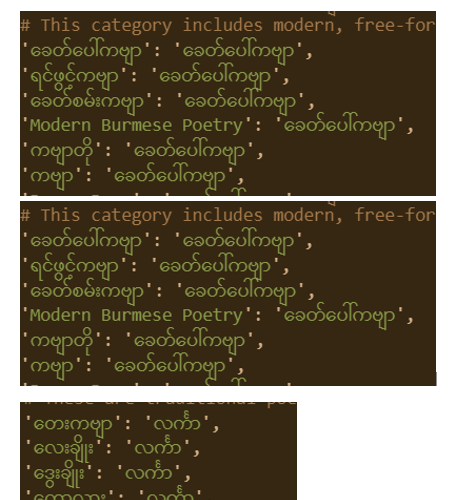 # This category includes modern, free-for
'ခေတ်ပေါ်ကဗျာ': 'ခေတ်ပေါ်ကဗျာ',
'ရင်ဖွင့်ကဗျာ': 'ခေတ်ပေါ်ကဗျာ',
'ခေတ်စမ်းကဗျာ': 'ခေတ်ပေါ်ကဗျာ',
'Modern Burmese Poetry': 'ခေတ်ပေါ်ကဗျာ',
'ကဗျာတို': 'ခေတ်ပေါ်ကဗျာ',
'ကဗျာ': 'ခေတ်ပေါ်ကဗျာ',
# This category includes modern, free-for
'ခေတ်ပေါ်ကဗျာ': 'ခေတ်ပေါ်ကဗျာ',
'ရင်ဖွင့်ကဗျာ': 'ခေတ်ပေါ်ကဗျာ',
'ခေတ်စမ်းကဗျာ': 'ခေတ်ပေါ်ကဗျာ',
'Modern Burmese Poetry': 'ခေတ်ပေါ်ကဗျာ',
'ကဗျာတို': 'ခေတ်ပေါ်ကဗျာ',
'ကဗျာ': 'ခေတ်ပေါ်ကဗျာ',
# These are traditional poe
'တေးကဗျာ': 'လင်္ကာ',
'လေးချိုး': 'လင်္ကာ',
'ဒွေးချိုး': 'လင်္ကာ',